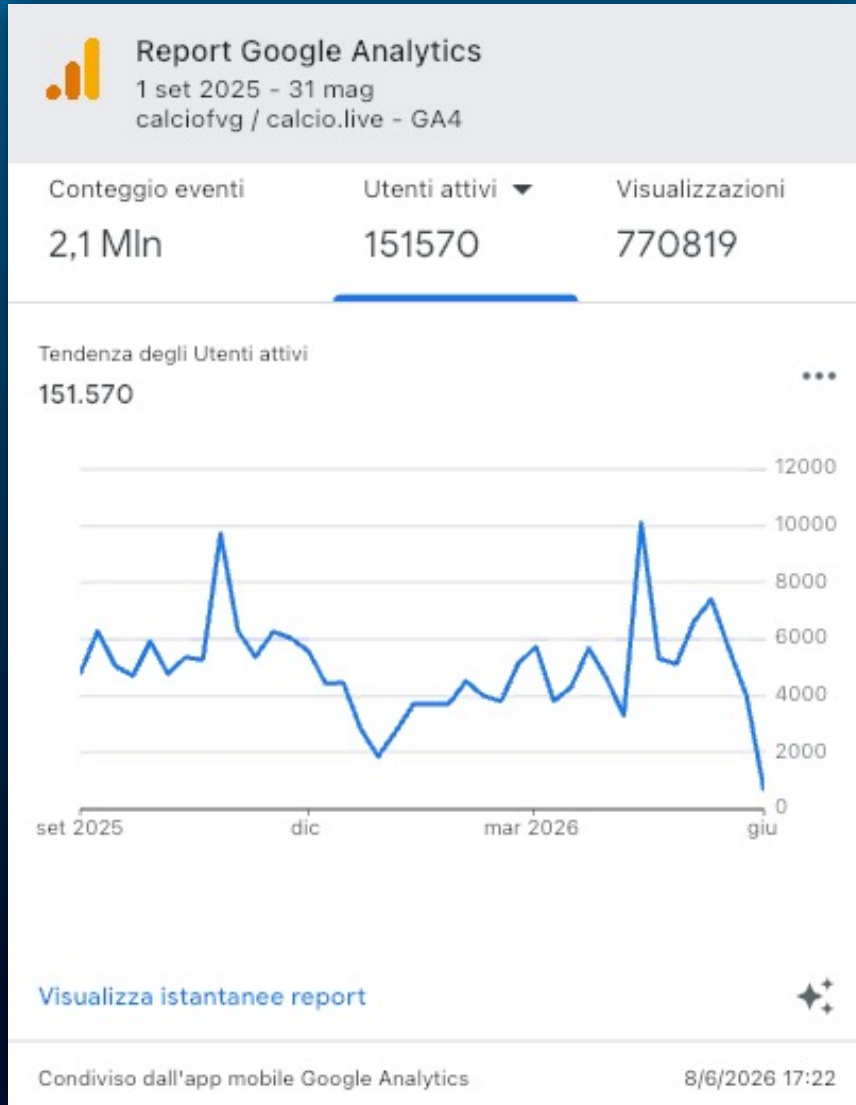 Report Google Analytics
1 set 2025 - 31 mag
calciofvg / calcio.live - GA4
Conteggio eventi
Utenti attivi
Visualizzazioni
2,1 Mln
151570
770819
Tendenza degli Utenti attivi
151.570
12000
10000
8000
6000
4000
2000
0
set 2025
dic
mar 2026
giu
Visualizza istantanee report
Condiviso dall'app mobile Google Analytics
8/6/2026 17:22